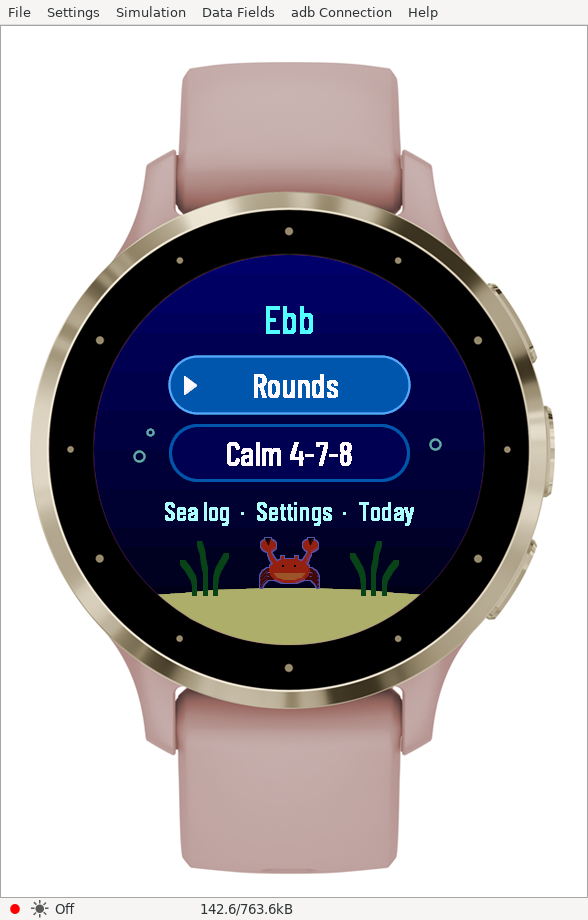 File Settings Simulation Data Fields adb Connection Help
Ebb
Rounds
Calm 4-7-8
Sea log · Settings · Today
Off 142.6/763.6kB